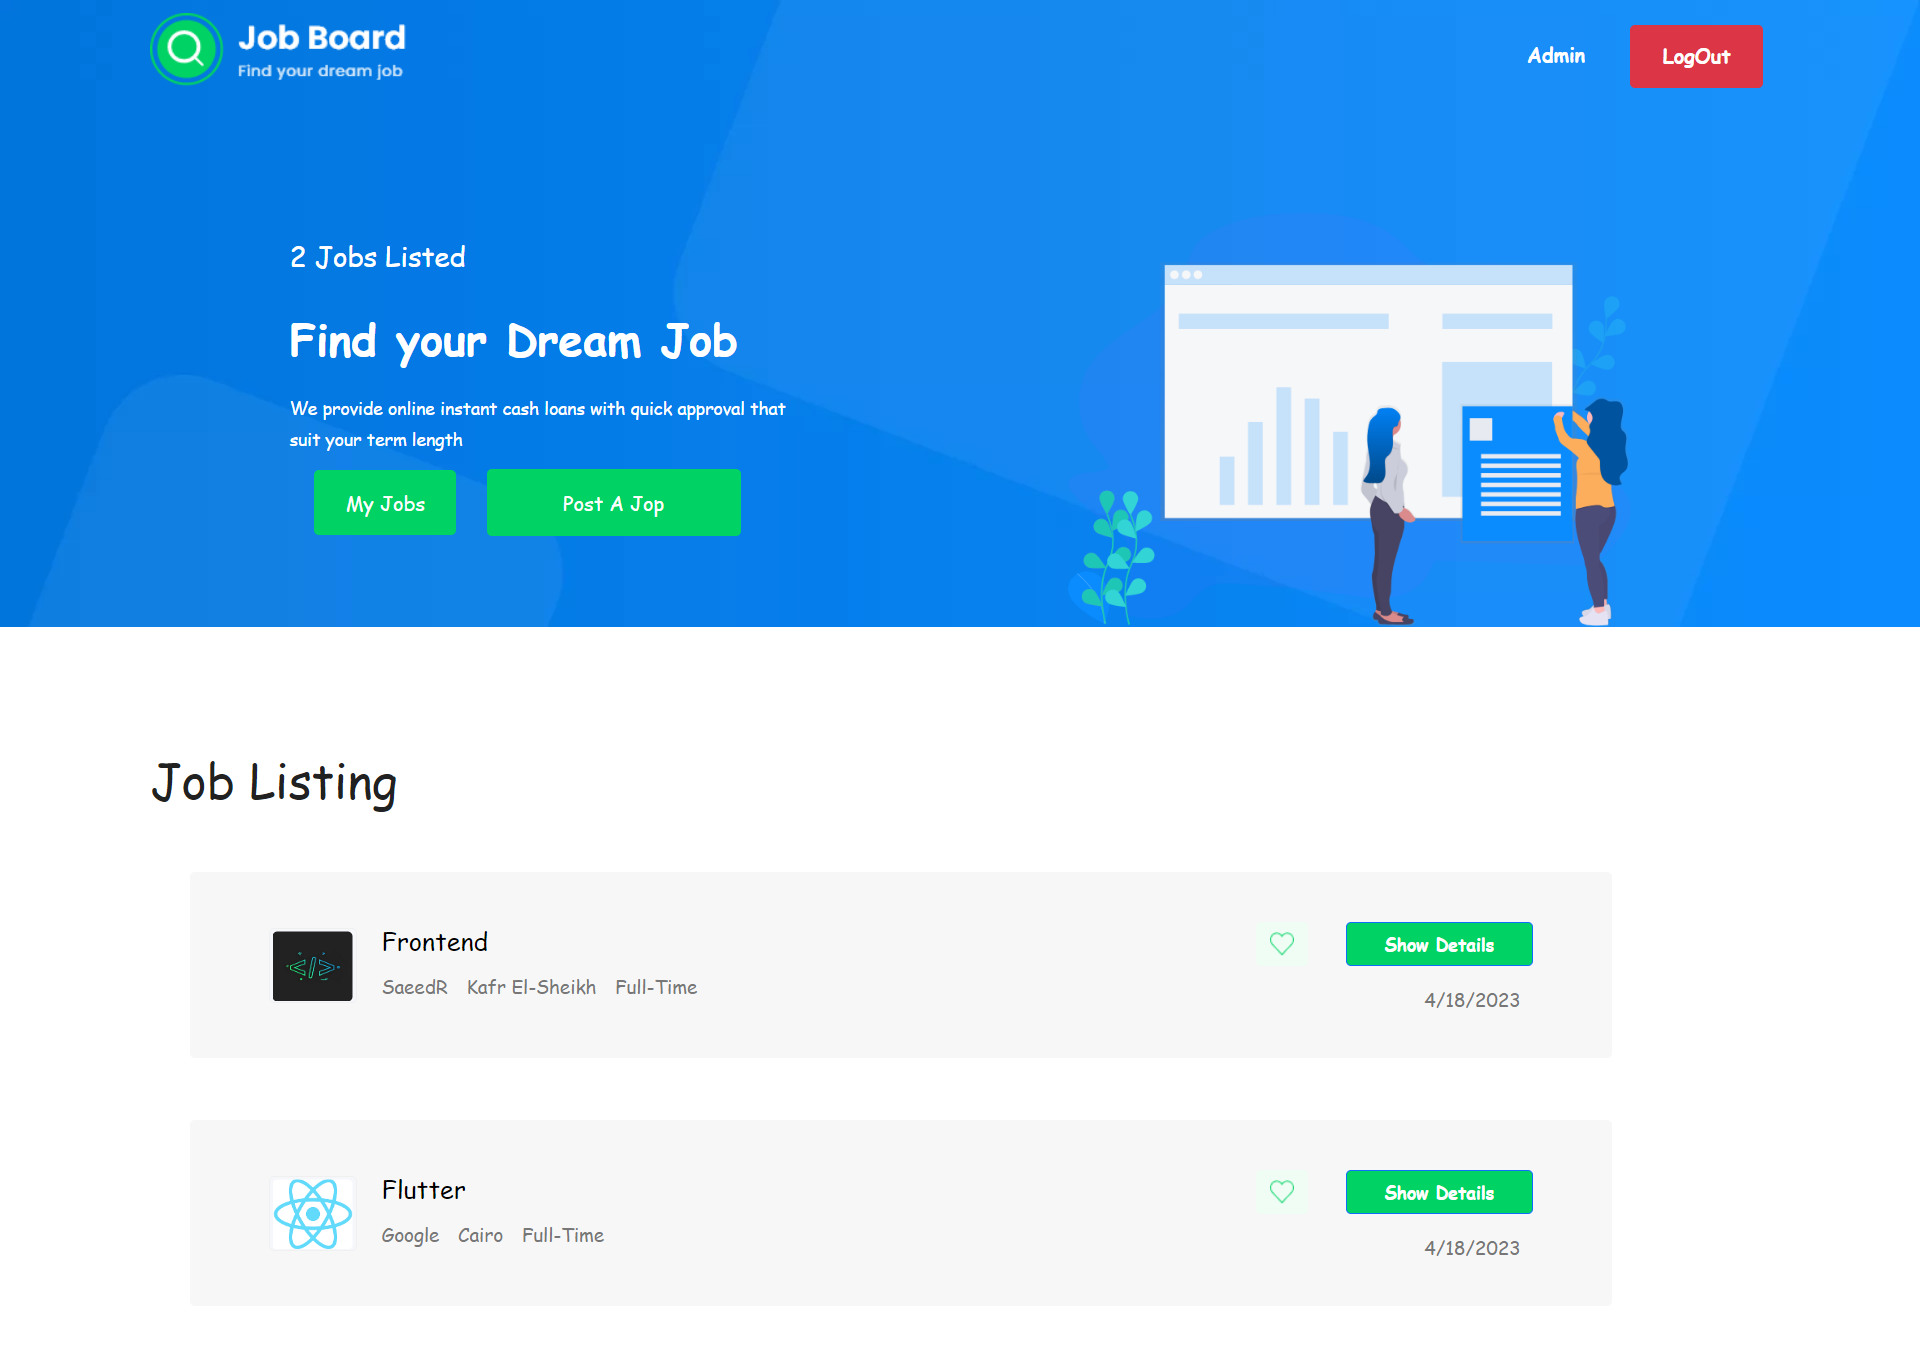 Job Board
Find your dream job
Admin
LogOut
2 Jobs Listed
Find your Dream Job
We provide online instant cash loans with quick approval that
suit your term length
My Jobs
Post A Jop
Job Listing
Frontend
SaeedR Kafr El-Sheikh Full-Time
Show Details
4/18/2023
Flutter
Google Cairo Full-Time
Show Details
4/18/2023